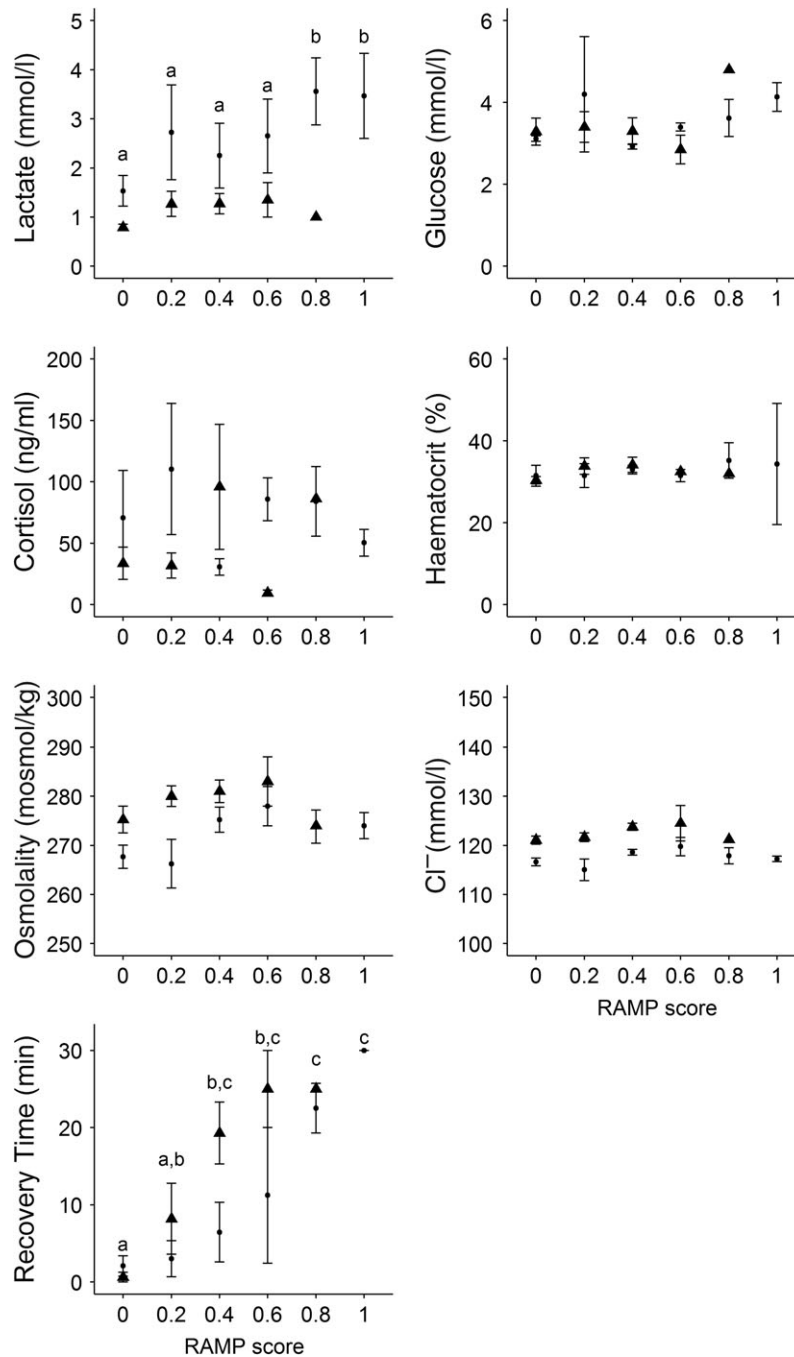 Lactate (mmol/l)
5
4
3
2
1
0
a
a
a
a
b
b
0 0.2 0.4 0.6 0.8 1
Glucose (mmol/l)
6
4
2
0
0 0.2 0.4 0.6 0.8 1
Cortisol (ng/ml)
200
150
100
50
0
0 0.2 0.4 0.6 0.8 1
Haematocrit (%)
60
40
20
0
0 0.2 0.4 0.6 0.8 1
Osmolality (mosmol/kg)
300
290
280
270
260
250
0 0.2 0.4 0.6 0.8 1
Cl⁻(mmol/l)
150
140
130
120
110
100
0 0.2 0.4 0.6 0.8 1
RAMP score
Recovery Time (min)
30
20
10
0
a
a,b
b,c
b,c
c
c
0 0.2 0.4 0.6 0.8 1
RAMP score